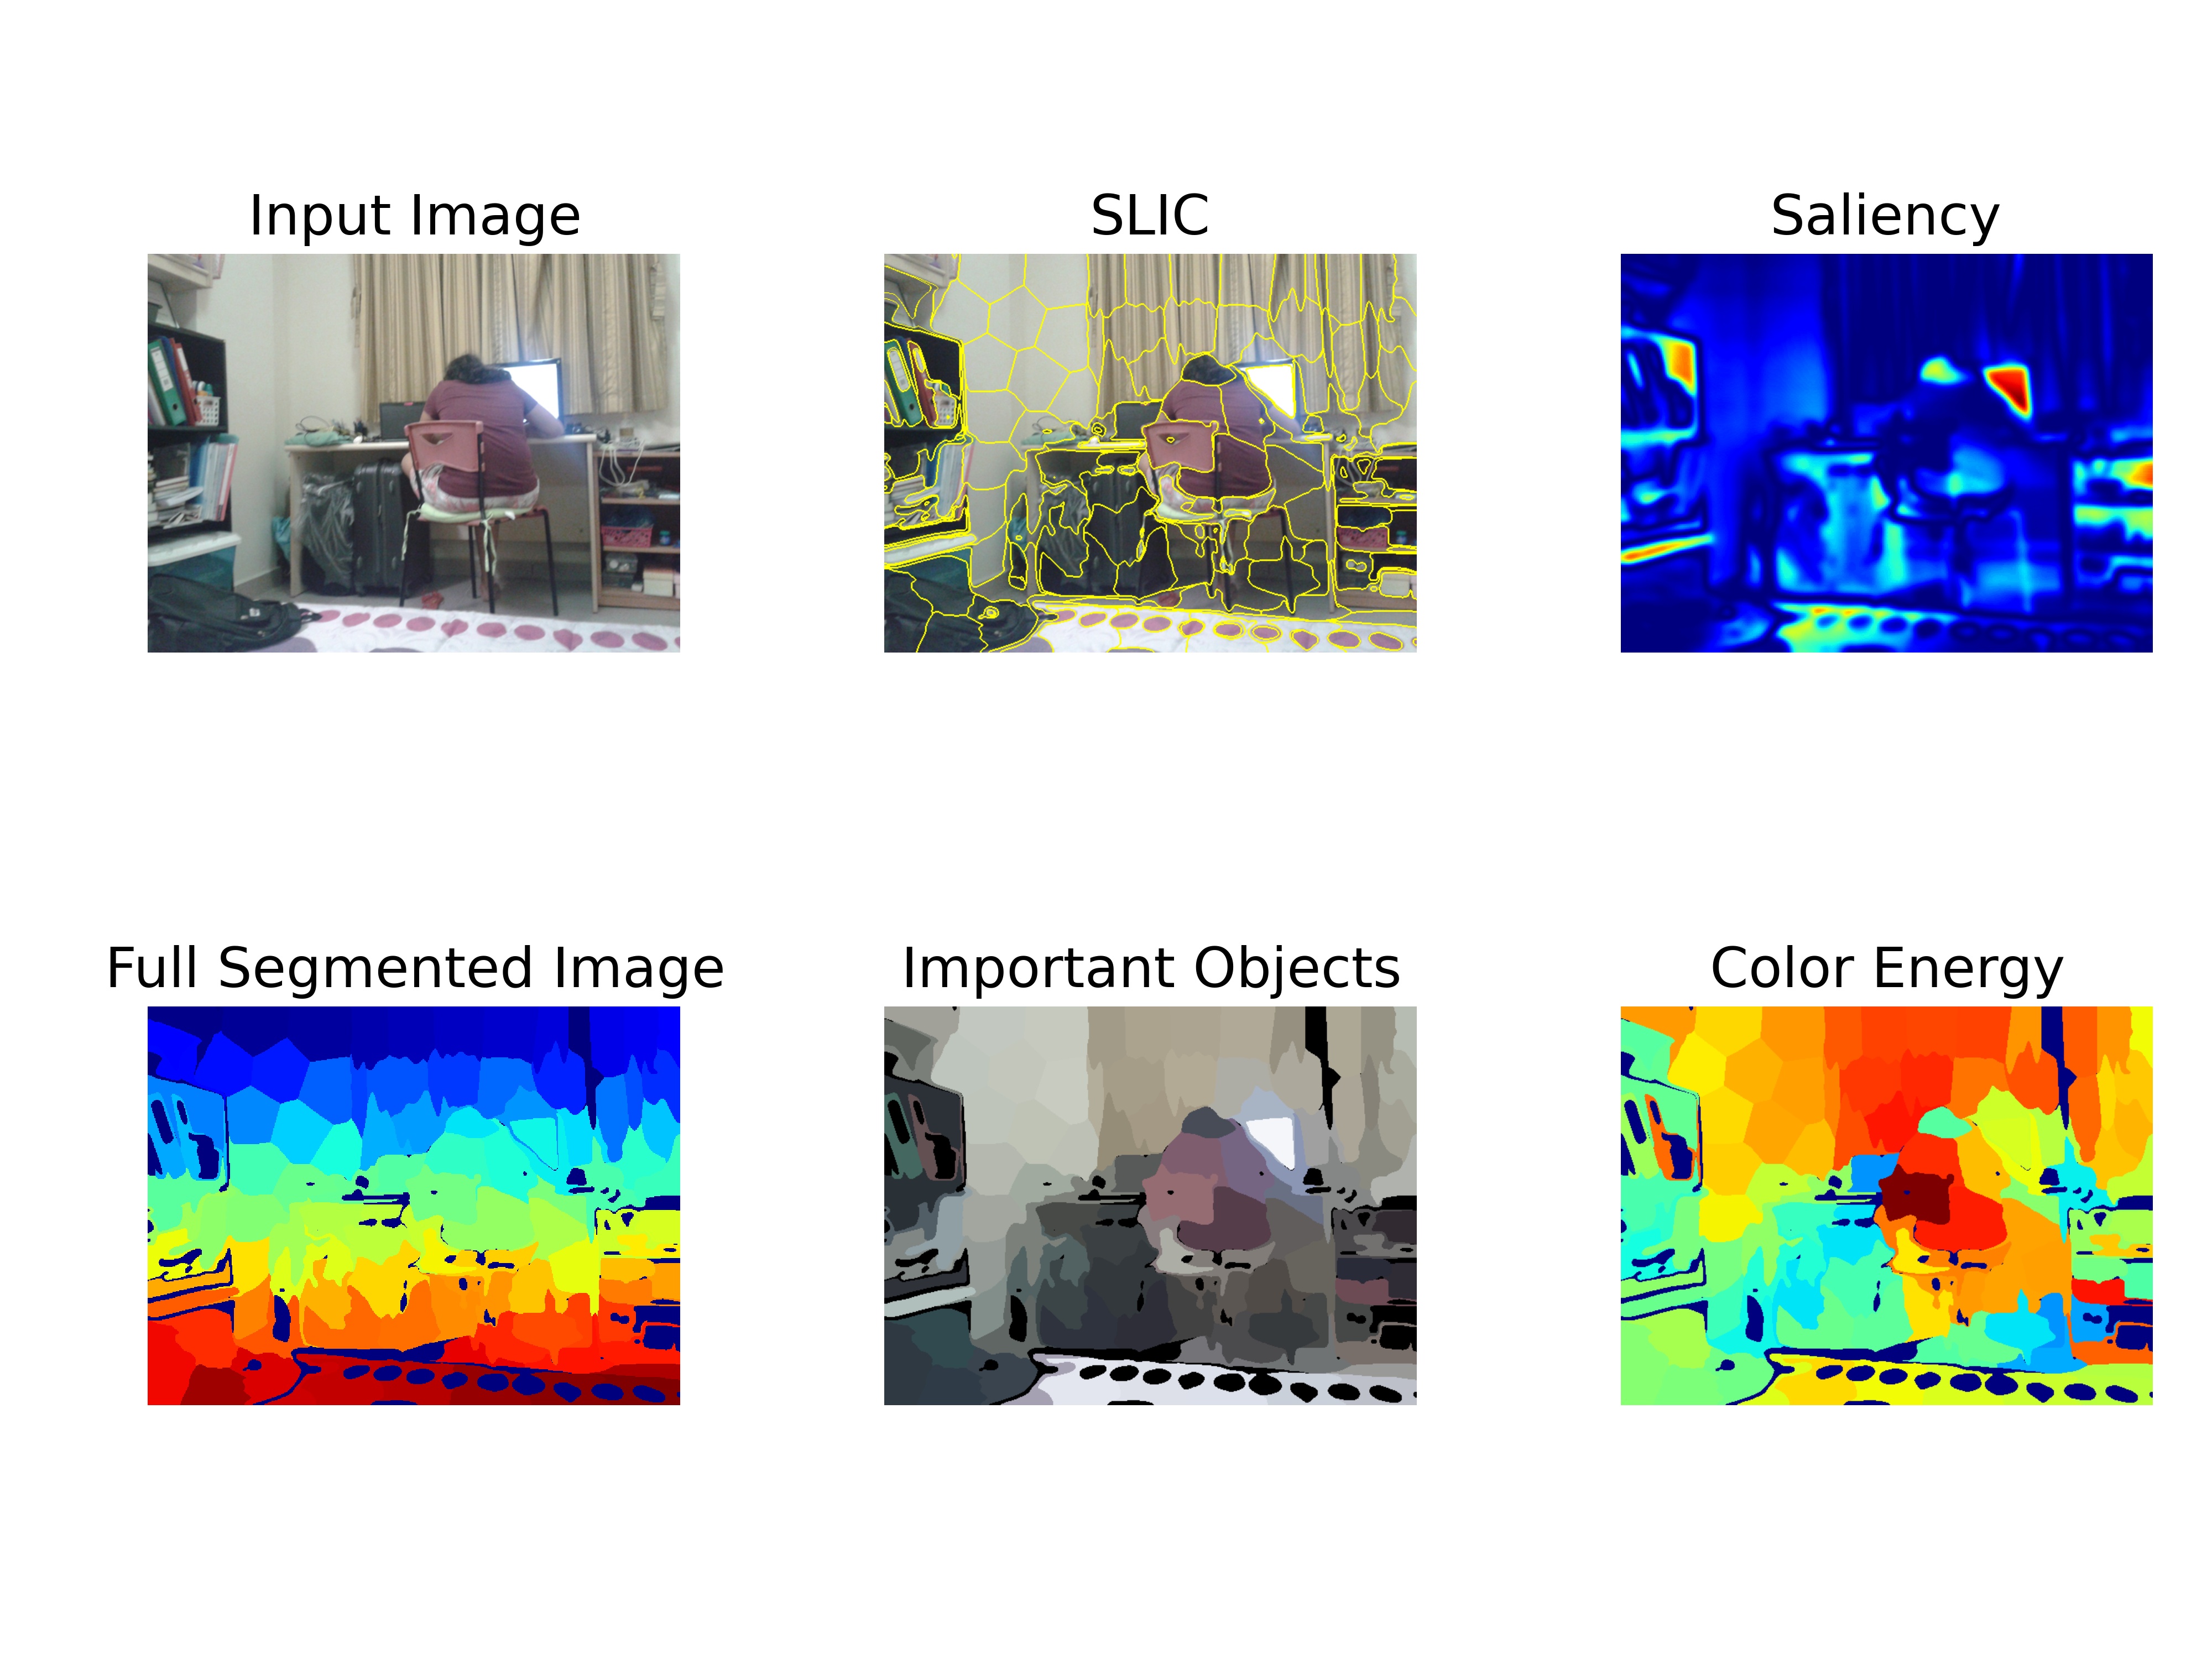 Input Image
SLIC
Saliency
Full Segmented Image
Important Objects
Color Energy